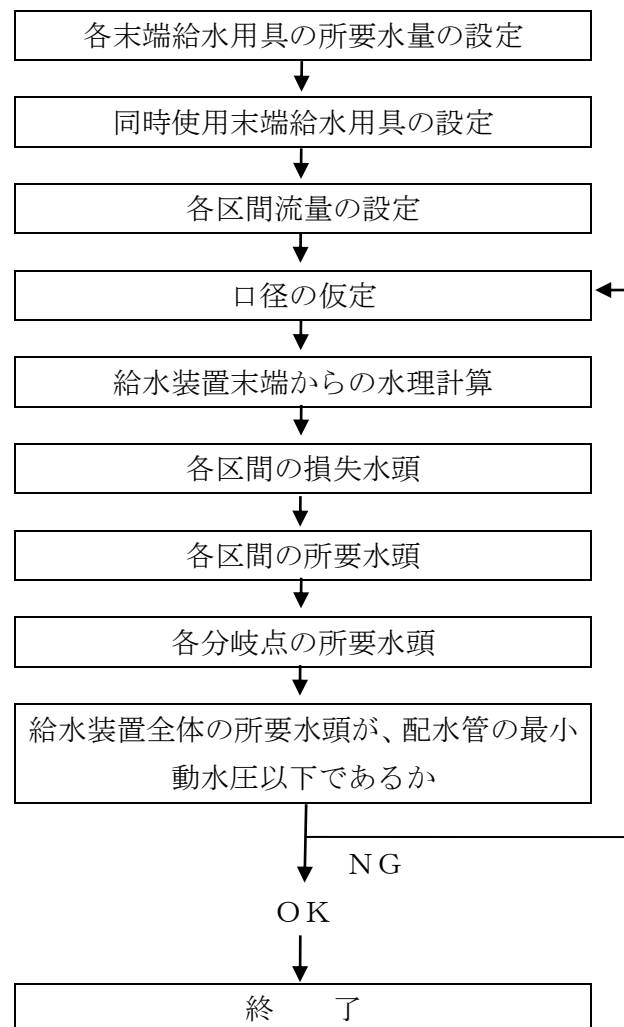 各末端給水用具の所要水量の設定
同時使用末端給水用具の設定
各区間流量の設定
口径の仮定
給水装置末端からの水理計算
各区間の損失水頭
各区間の所要水頭
各分岐点の所要水頭
給水装置全体の所要水頭が、配水管の最小
動水圧以下であるか
ＮＧ
ＯＫ
終　　了